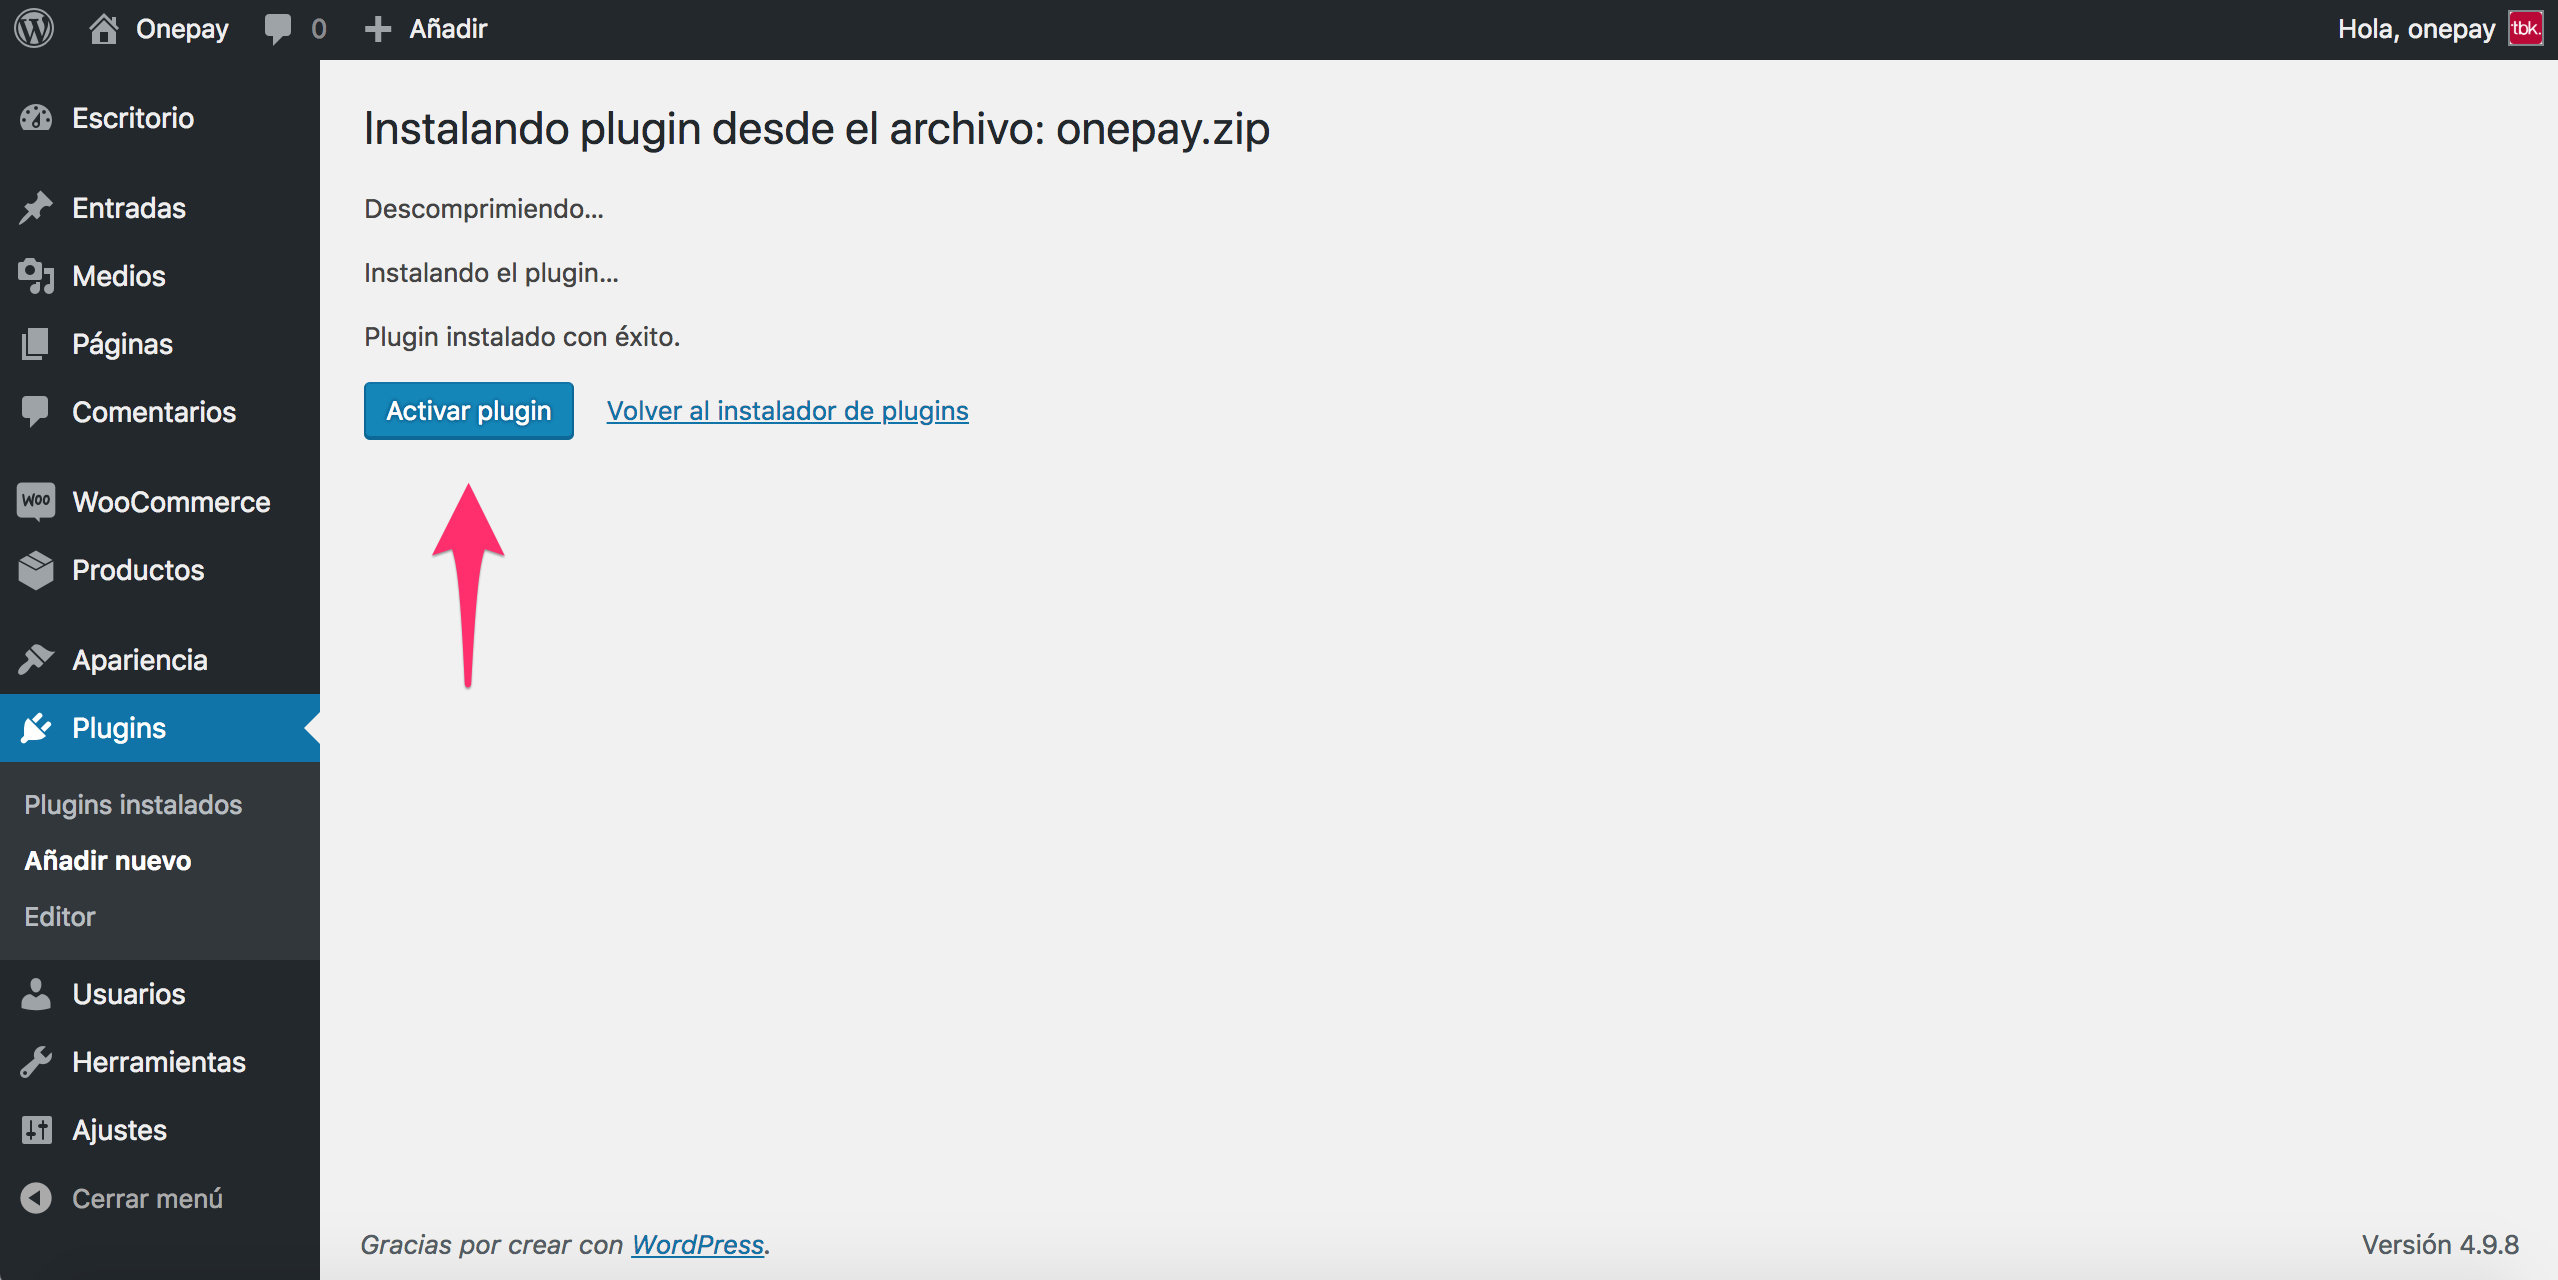 Onepay 0 Añadir Hola, onepay tbk.
Escritorio
Entradas
Medios
Páginas
Comentarios
Woo WooCommerce
Productos
Apariencia
Plugins
Plugins instalados
Añadir nuevo
Editor
Usuarios
Herramientas
Ajustes
Cerrar menú
Instalando plugin desde el archivo: onepay.zip
Descomprimiendo...
Instalando el plugin...
Plugin instalado con éxito.
Activar plugin Volver al instalador de plugins
Gracias por crear con WordPress. Versión 4.9.8